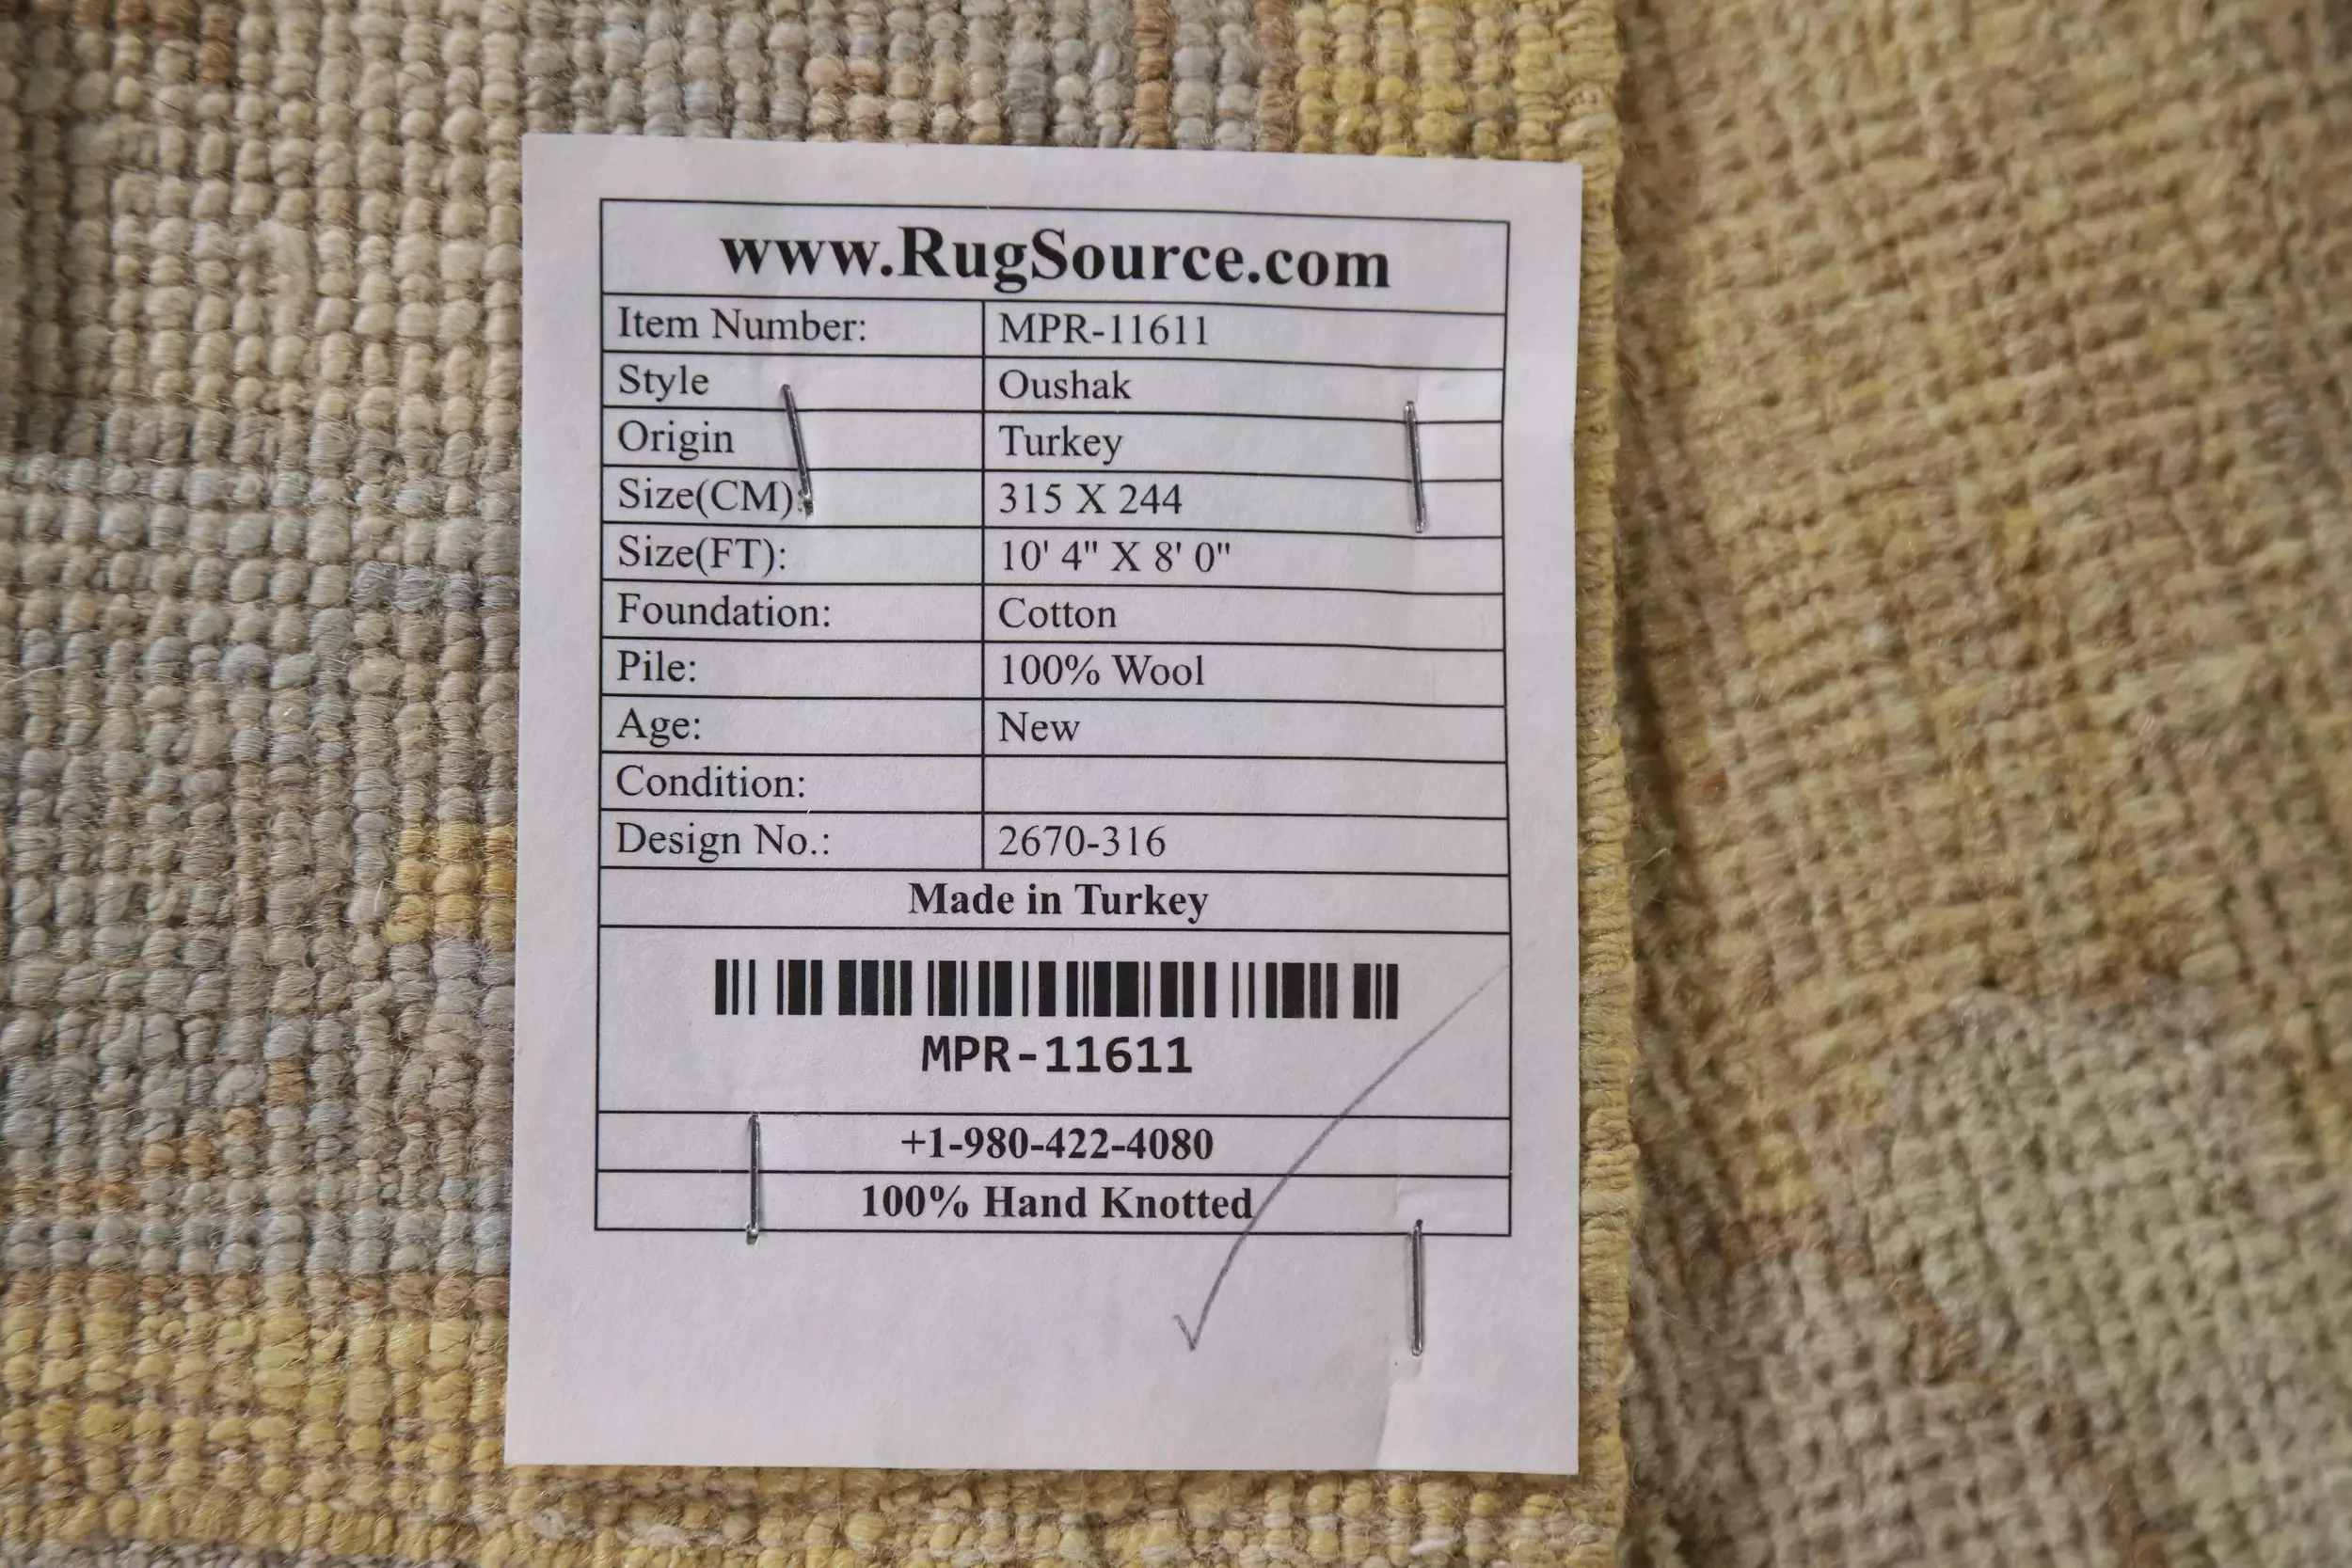 www.RugSource.com
Item Number: MPR-11611
Style Oushak
Origin Turkey
Size(CM): 315 X 244
Size(FT): 10' 4" X 8' 0"
Foundation: Cotton
Pile: 100% Wool
Age: New
Condition:
Design No.: 2670-316
Made in Turkey
MPR-11611
+1-980-422-4080
100% Hand Knotted